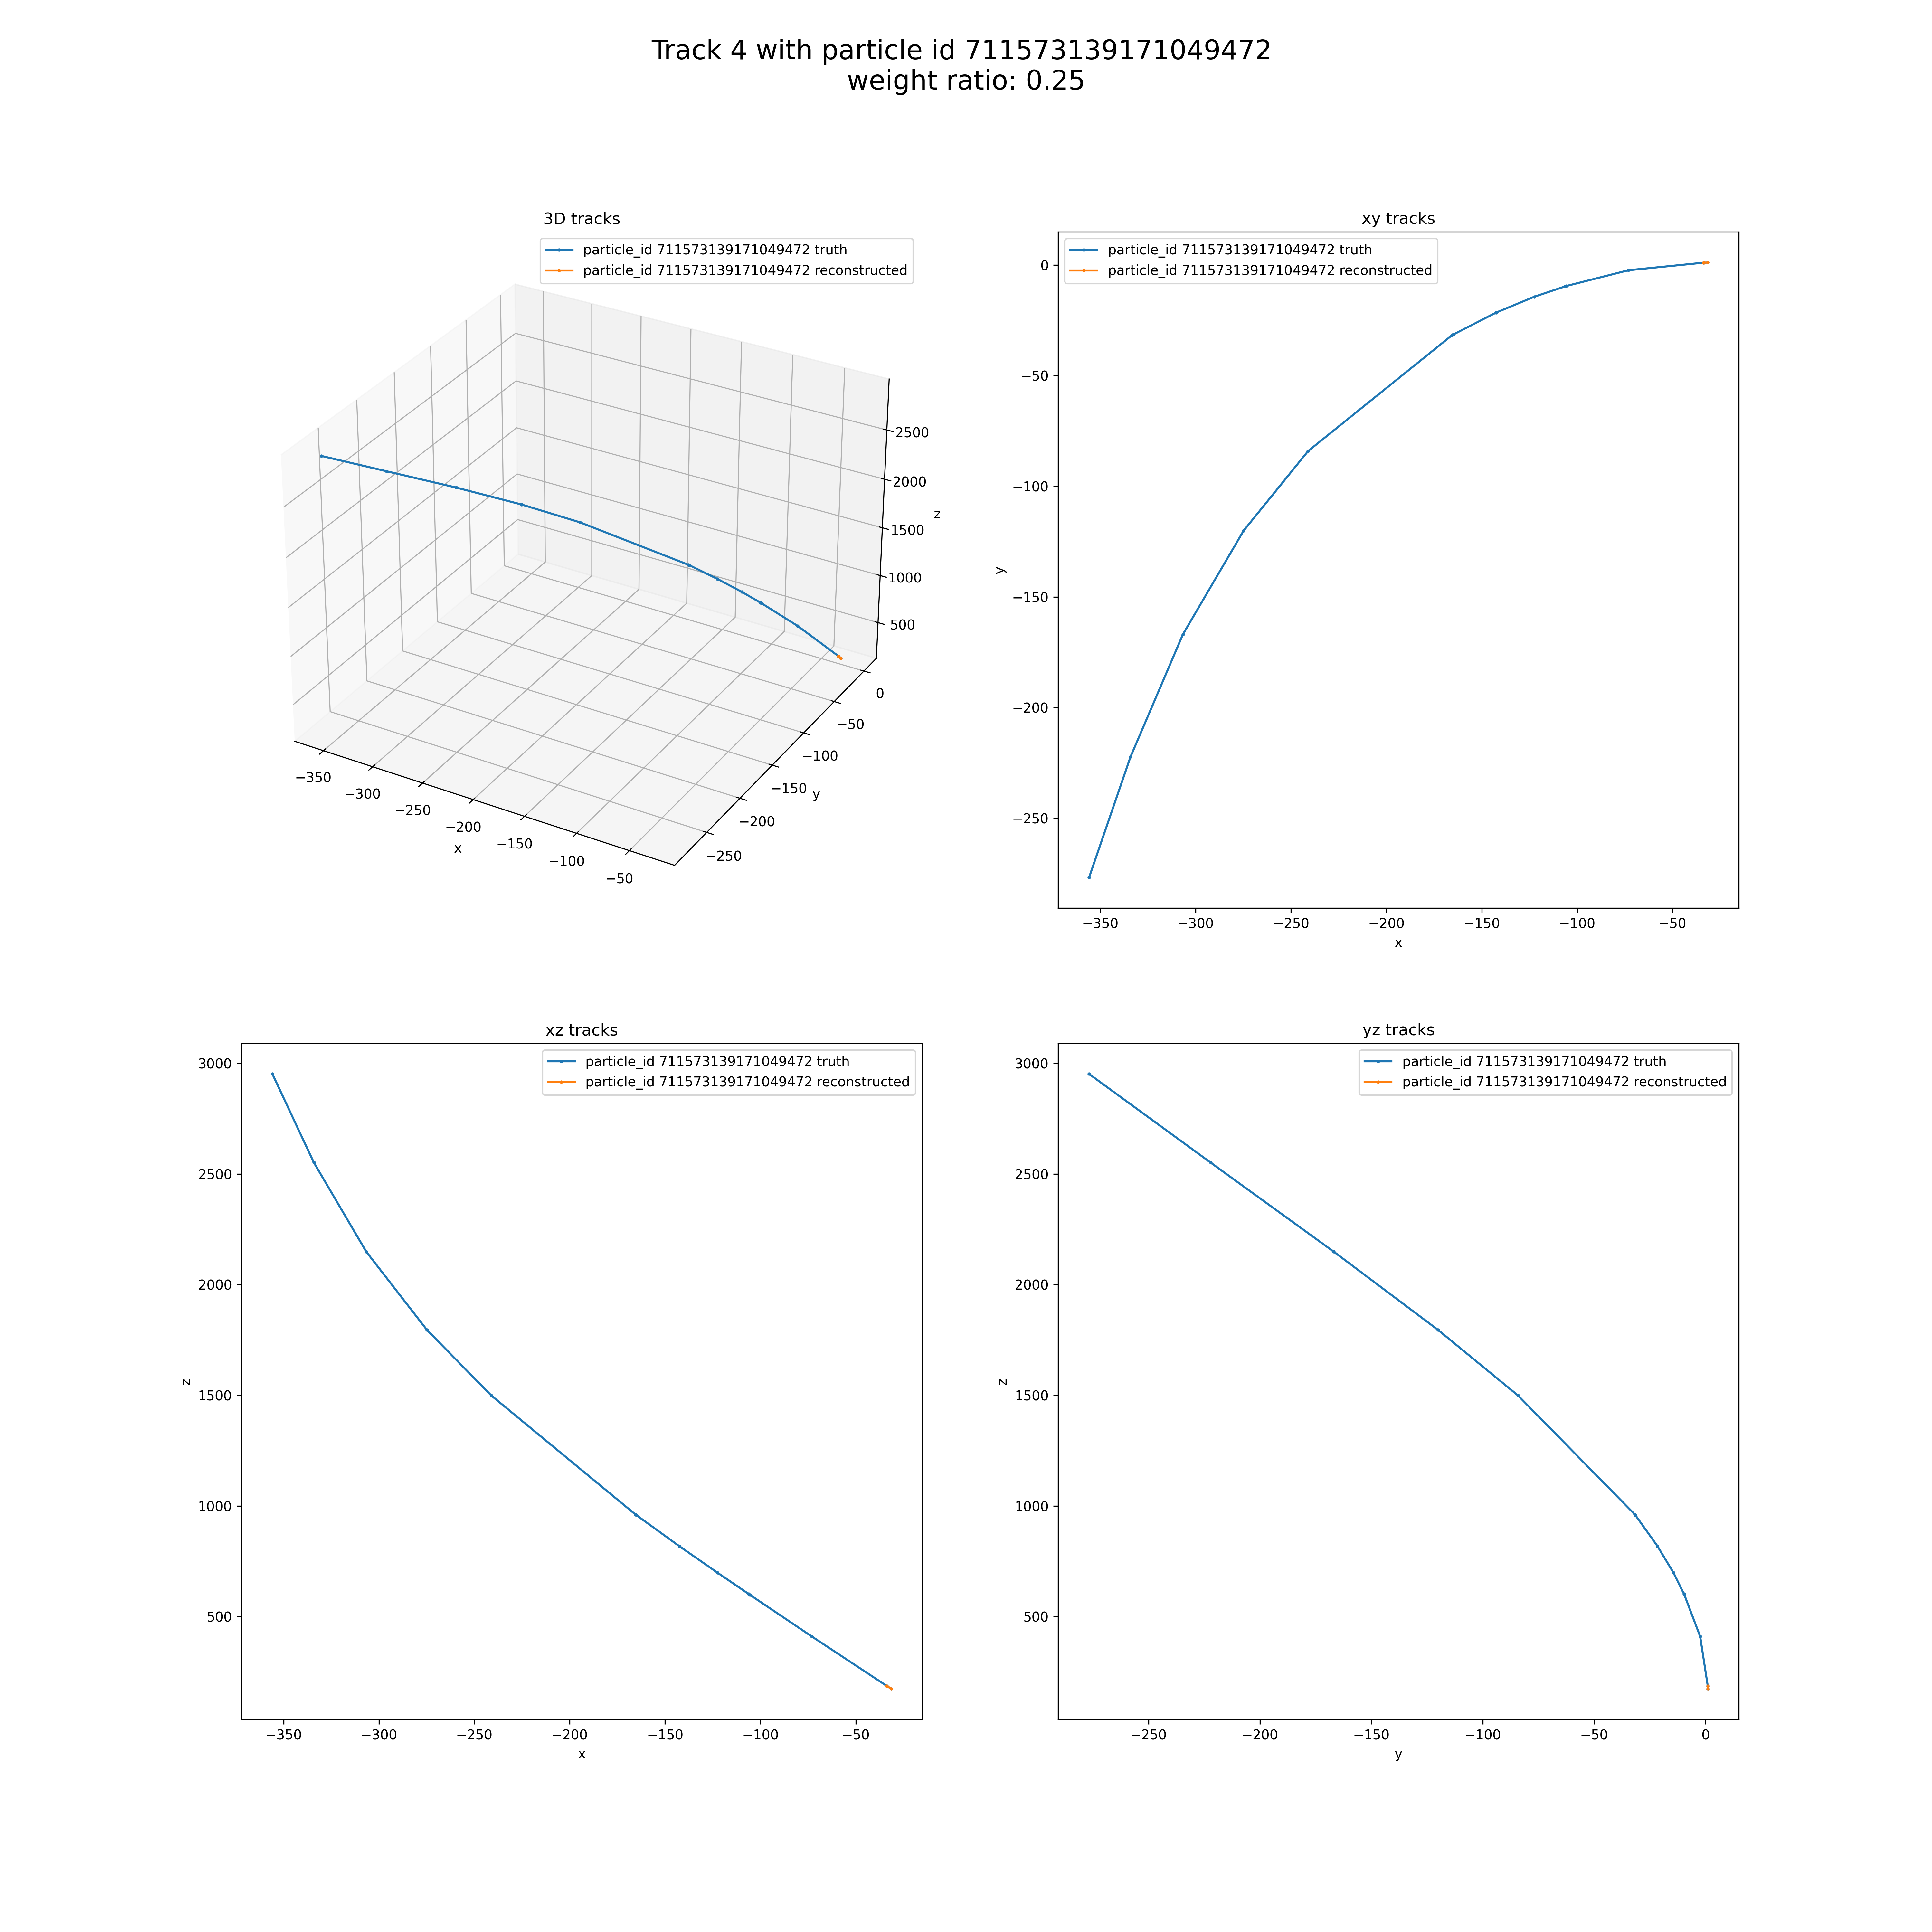 Track 4 with particle id 711573139171049472
weight ratio: 0.25
3D tracks
particle_id 711573139171049472 truth
particle_id 711573139171049472 reconstructed
2500
2000
z
1500
1000
500
0
−50
−100
−150
y
−200
−250
−350
−300
−250
−200
−150
−100
−50
x
xy tracks
particle_id 711573139171049472 truth
particle_id 711573139171049472 reconstructed
0
−50
−100
−150
−200
−250
y
−350 −300 −250 −200 −150 −100 −50
x
xz tracks
particle_id 711573139171049472 truth
particle_id 711573139171049472 reconstructed
3000
2500
2000
1500
1000
500
z
−350 −300 −250 −200 −150 −100 −50
x
yz tracks
particle_id 711573139171049472 truth
particle_id 711573139171049472 reconstructed
3000
2500
2000
1500
1000
500
z
−250 −200 −150 −100 −50 0
y